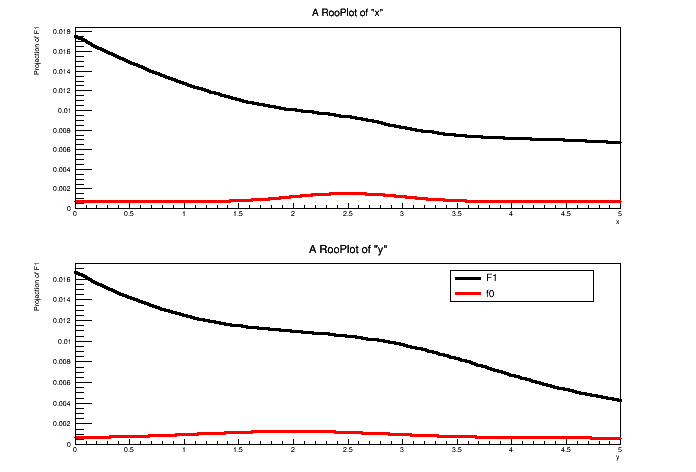 A RooPlot of "x"
Projection of F1
0.018
0.016
0.014
0.012
0.01
0.008
0.006
0.004
0.002
0
0 0.5 1 1.5 2 2.5 3 3.5 4 4.5 5
x
A RooPlot of "y"
Projection of F1
0.016
0.014
0.012
0.01
0.008
0.006
0.004
0.002
0
F1
f0
0 0.5 1 1.5 2 2.5 3 3.5 4 4.5 5
y